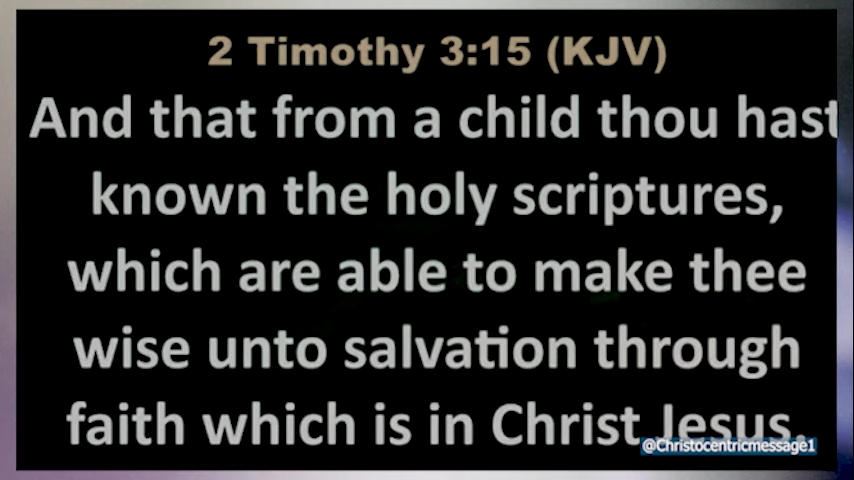 2 Timothy 3:15 (KJV)
And that from a child thou hast
known the holy scriptures,
which are able to make thee
wise unto salvation through
faith which is in Christ Jesus.
@Christocentricmessage1